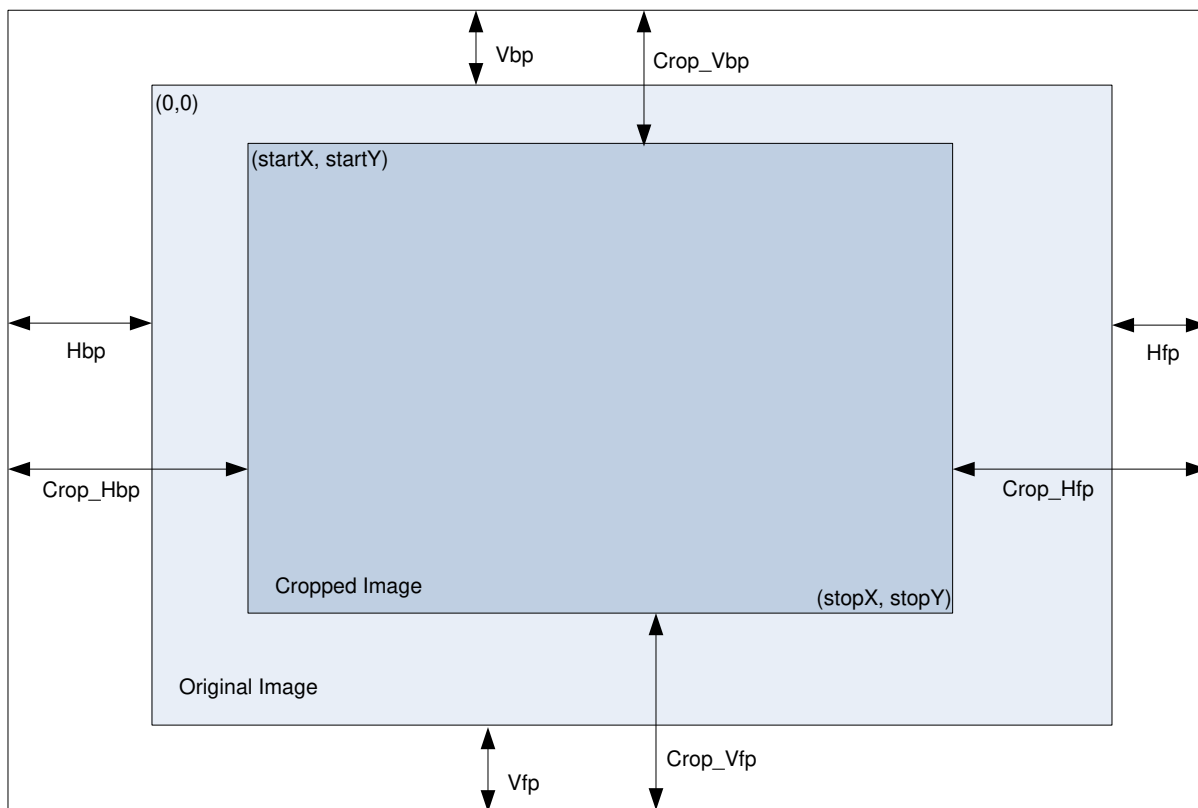 Vbp
Crop_Vbp
(0,0)
(startX, startY)
Hbp
Hfp
Crop_Hbp
Crop_Hfp
Cropped Image
(stopX, stopY)
Original Image
Crop_Vfp
Vfp